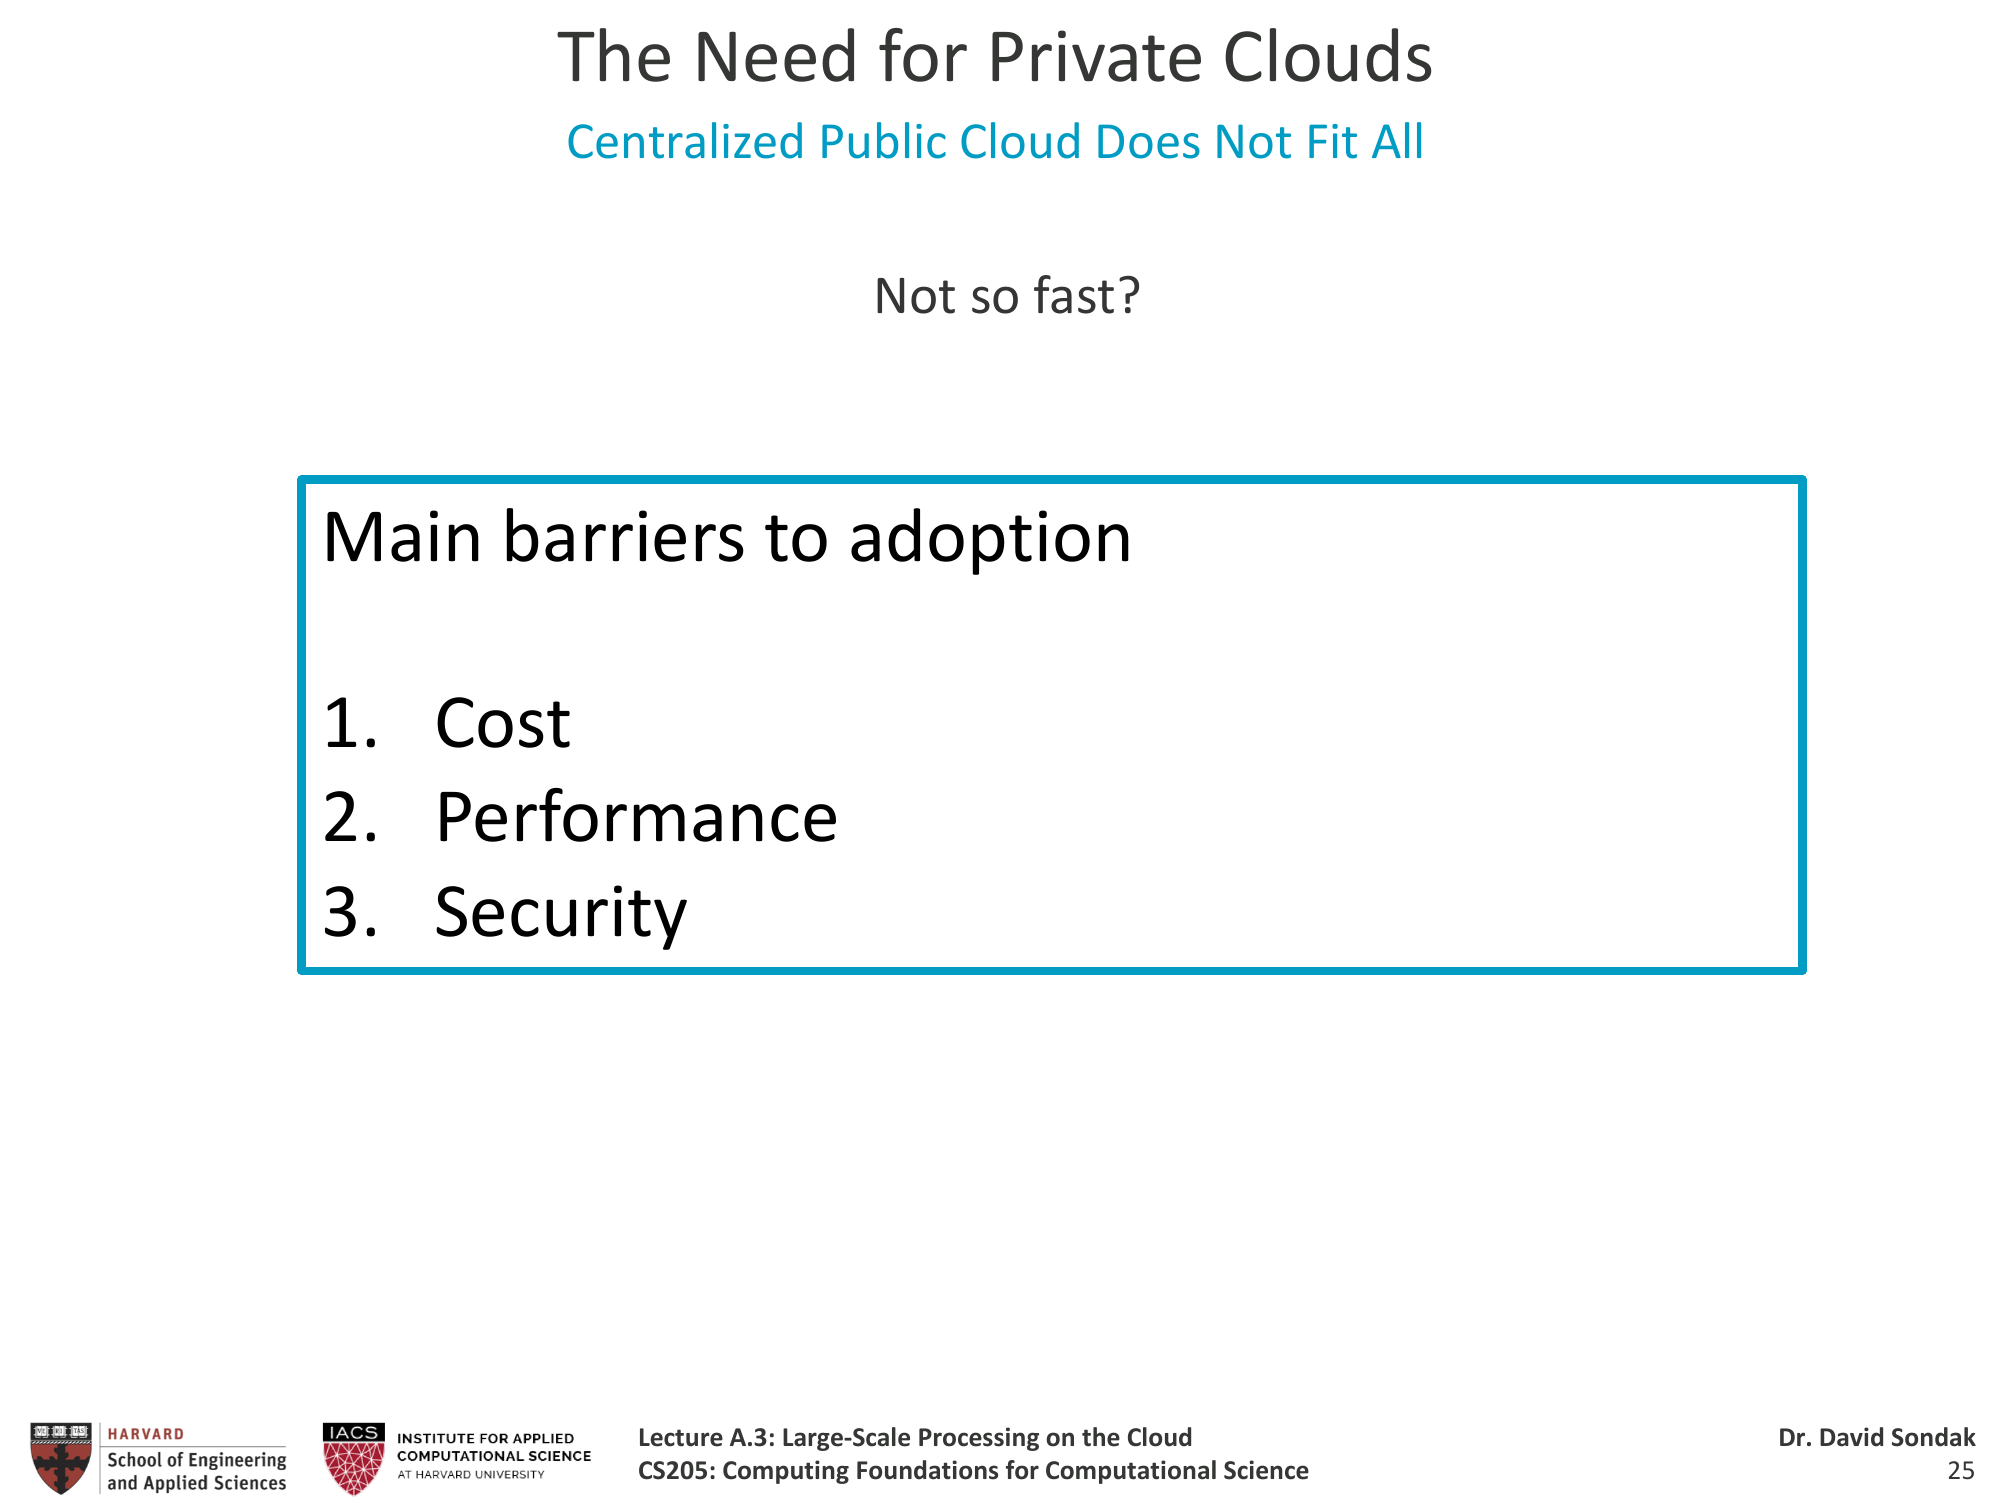 The Need for Private Clouds
Centralized Public Cloud Does Not Fit All
Not so fast?
Main barriers to adoption
1. Cost
2. Performance
3. Security
HARVARD
School of Engineering
and Applied Sciences
IACS
INSTITUTE FOR APPLIED
COMPUTATIONAL SCIENCE
AT HARVARD UNIVERSITY
Lecture A.3: Large-Scale Processing on the Cloud
CS205: Computing Foundations for Computational Science
Dr. David Sondak
25